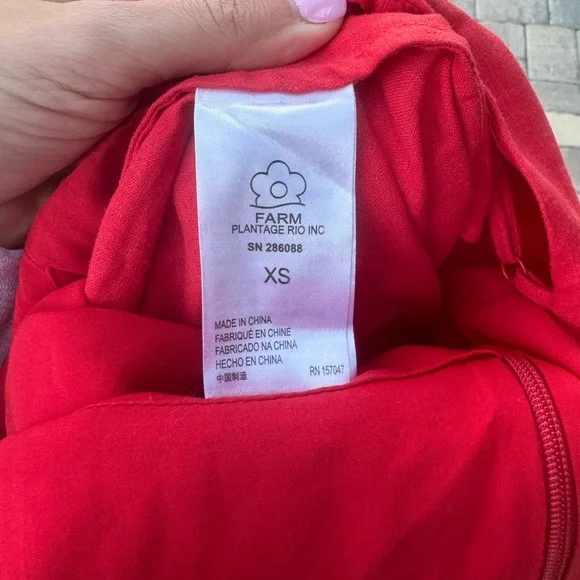 FARM
PLANTAGE RIO INC
SN 286088
XS
MADE IN CHINA
FABRIQUÉ EN CHINE
FABRICADO NA CHINA
HECHO EN CHINA
中国制造 RN 157047